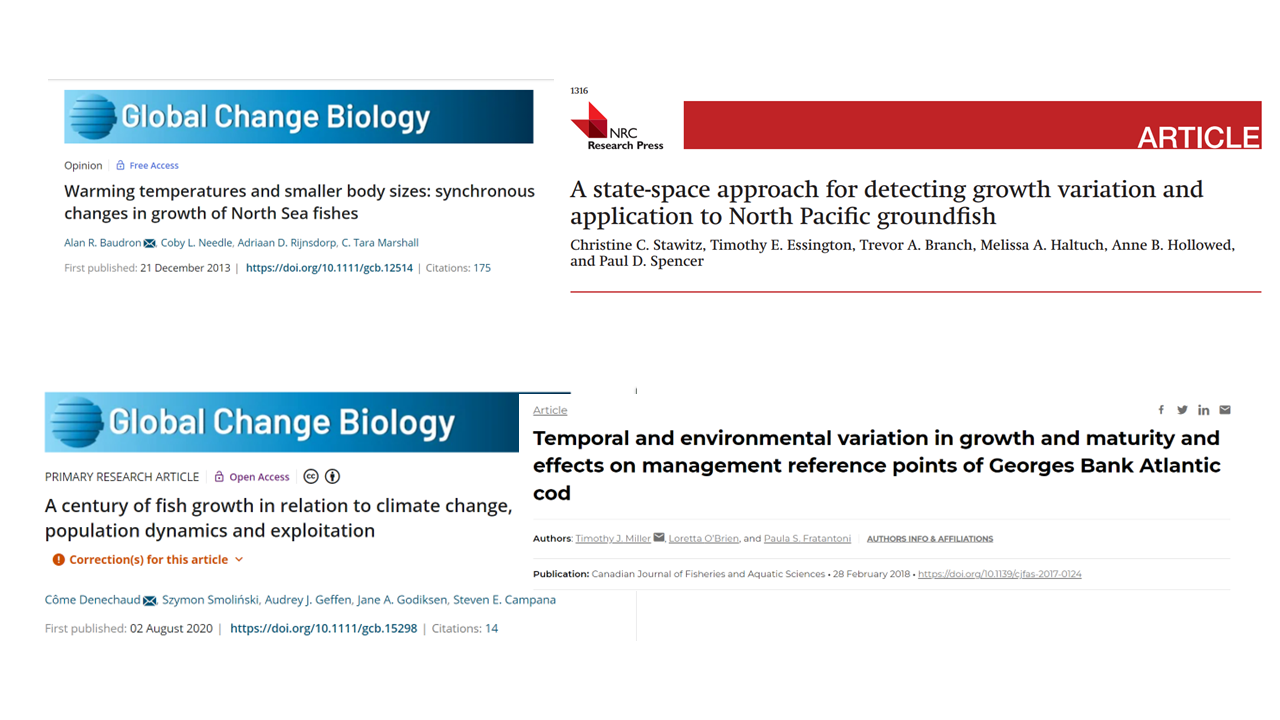 Global Change Biology
Opinion Free Access
Warming temperatures and smaller body sizes: synchronous
changes in growth of North Sea fishes
Alan R. Baudron, Coby L. Needle, Adriaan D. Rijnsdorp, C. Tara Marshall
First published: 21 December 2013 | https://doi.org/10.1111/gcb.12514 | Citations: 175
1316
NRC
Research Press
ARTICLE
A state-space approach for detecting growth variation and
application to North Pacific groundfish
Christine C. Stawitz, Timothy E. Essington, Trevor A. Branch, Melissa A. Haltuch, Anne B. Hollowed,
and Paul D. Spencer
Global Change Biology
PRIMARY RESEARCH ARTICLE Open Access cc
A century of fish growth in relation to climate change,
population dynamics and exploitation
Correction(s) for this article
Côme Denechaud, Szymon Smoliński, Audrey J. Geffen, Jane A. Godiksen, Steven E. Campana
First published: 02 August 2020 | https://doi.org/10.1111/gcb.15298 | Citations: 14
Article
f in
Temporal and environmental variation in growth and maturity and
effects on management reference points of Georges Bank Atlantic
cod
Authors: Timothy J. Miller, Loretta O'Brien, and Paula S. Fratantoni AUTHORS INFO & AFFILIATIONS
Publication: Canadian Journal of Fisheries and Aquatic Sciences • 28 February 2018 • https://doi.org/10.1139/cjfas-2017-0124